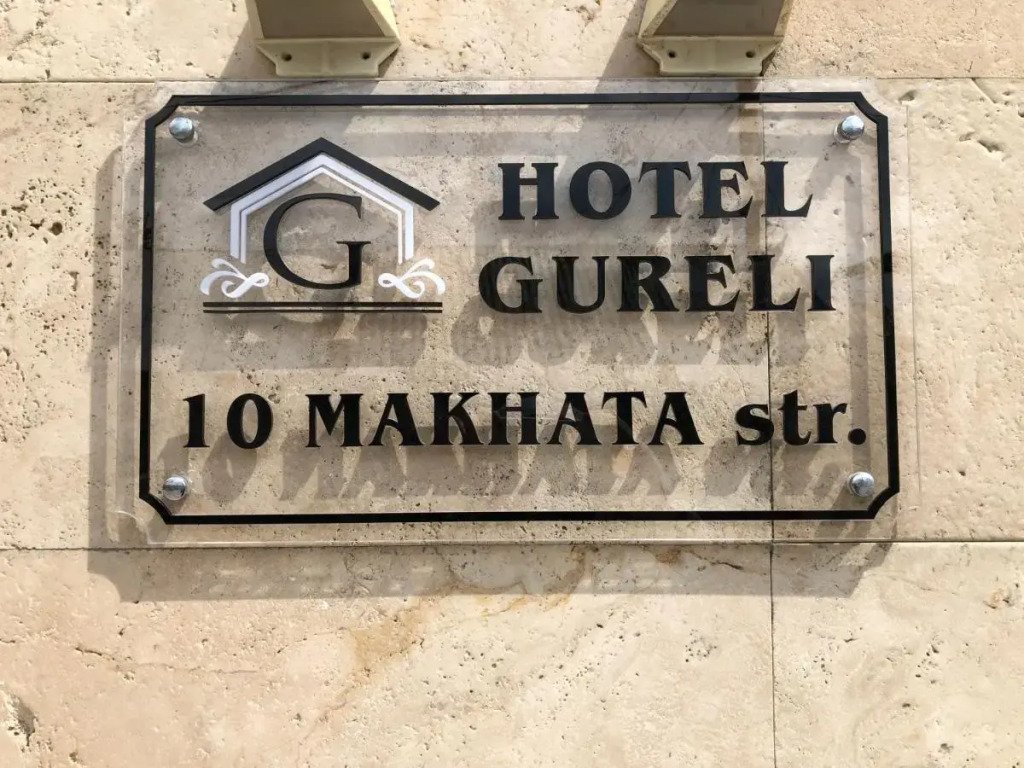 G
HOTEL
GURELI
10 MAKHATA str.